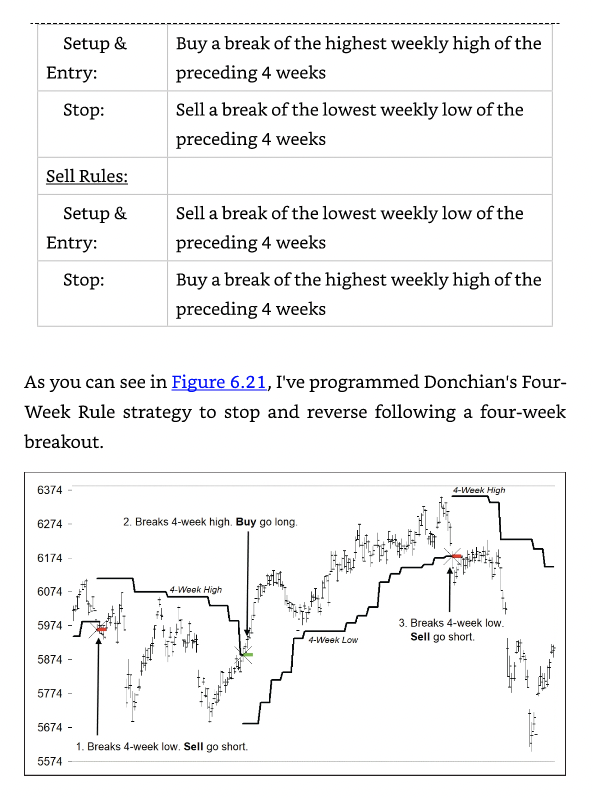 Setup & Entry:
Buy a break of the highest weekly high of the
preceding 4 weeks
Stop:
Sell a break of the lowest weekly low of the
preceding 4 weeks
Sell Rules:
Setup & Entry:
Sell a break of the lowest weekly low of the
preceding 4 weeks
Stop:
Buy a break of the highest weekly high of the
preceding 4 weeks
As you can see in Figure 6.21, I've programmed Donchian's Four-
Week Rule strategy to stop and reverse following a four-week
breakout.
6374
6274
6174
6074
5974
5874
5774
5674
5574
4-Week High
2. Breaks 4-week high. Buy go long.
4-Week High
3. Breaks 4-week low.
Sell go short.
4-Week Low
1. Breaks 4-week low. Sell go short.